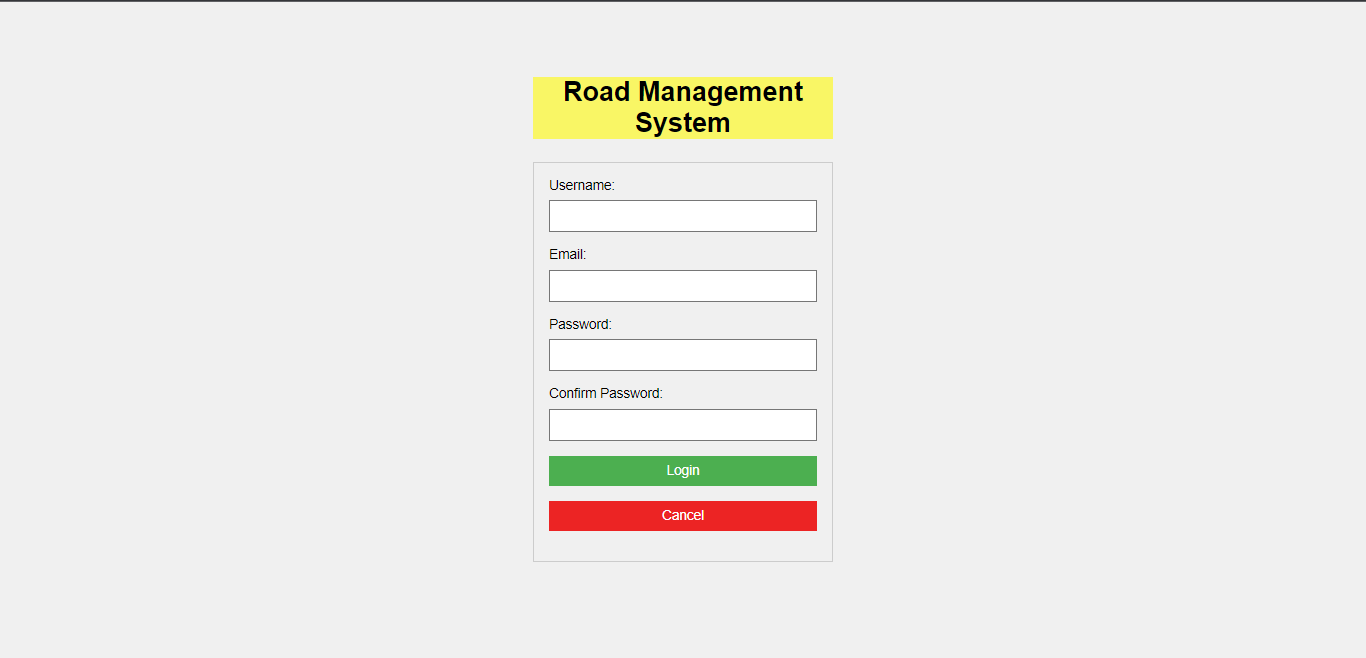 Road Management
System
Username:
Email:
Password:
Confirm Password:
Login
Cancel